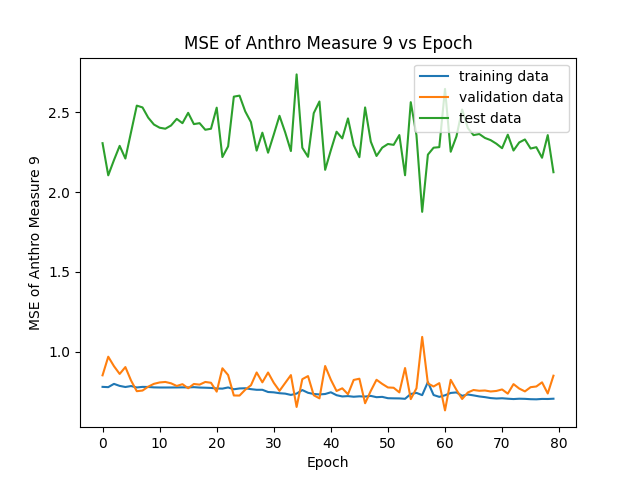 MSE of Anthro Measure 9 vs Epoch
training data
validation data
test data
MSE of Anthro Measure 9
2.5
2.0
1.5
1.0
0
10
20
30
40
50
60
70
80
Epoch